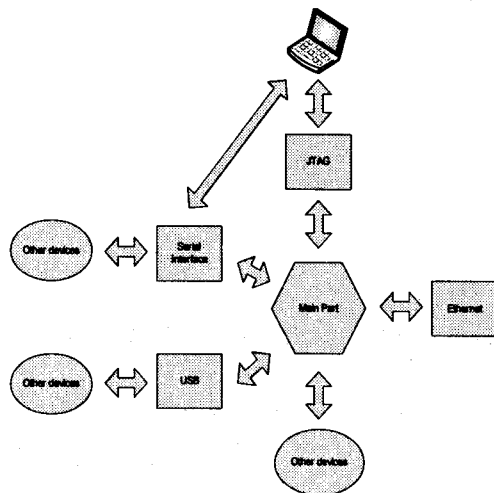 JTAG
Other devices
Serial
Interface
Main Part
Ethernet
Other devices
USB
Other devices